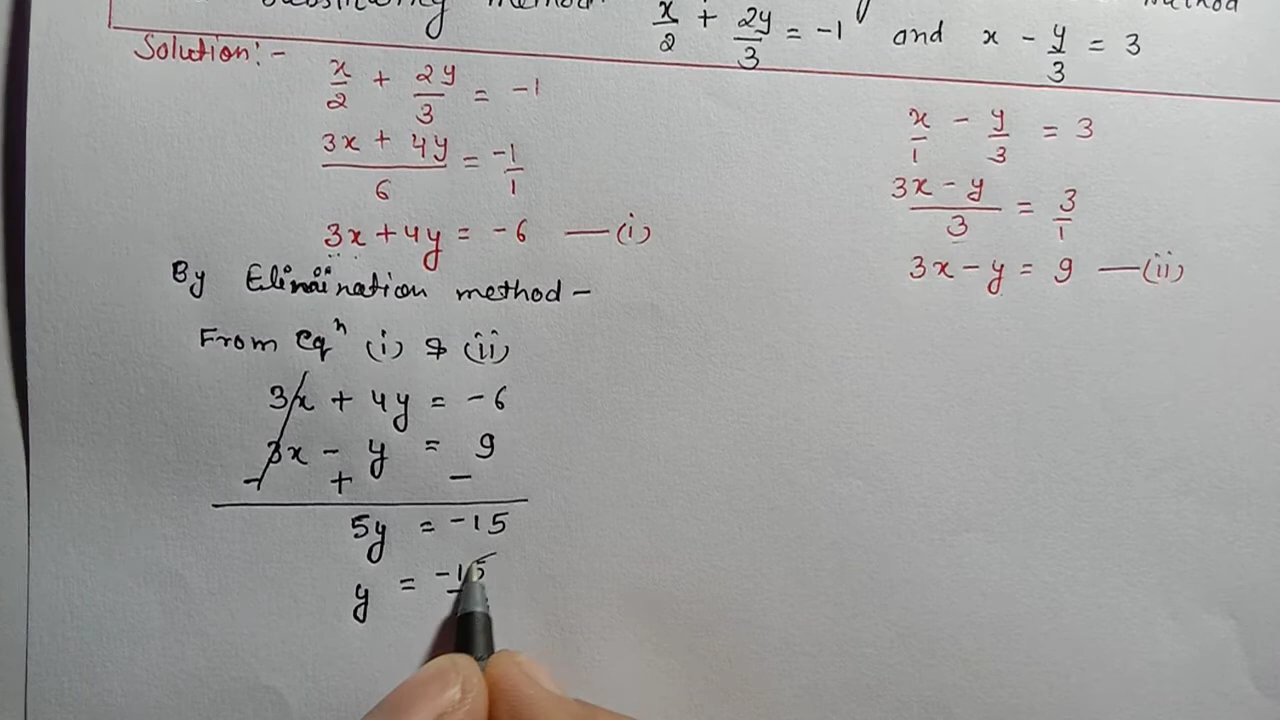 method
x/2 + 2y/3 = -1 and x - y/3 = 3
Solution:-
x/2 + 2y/3 = -1
(3x + 4y)/6 = -1/1
3x + 4y = -6 —(i)
x/1 - y/3 = 3
(3x - y)/3 = 3/1
3x - y = 9 —(ii)
By Elimination method -
From eqⁿ (i) & (ii)
3x + 4y = -6
3x - y = 9
- + -
5y = -15
y = -15